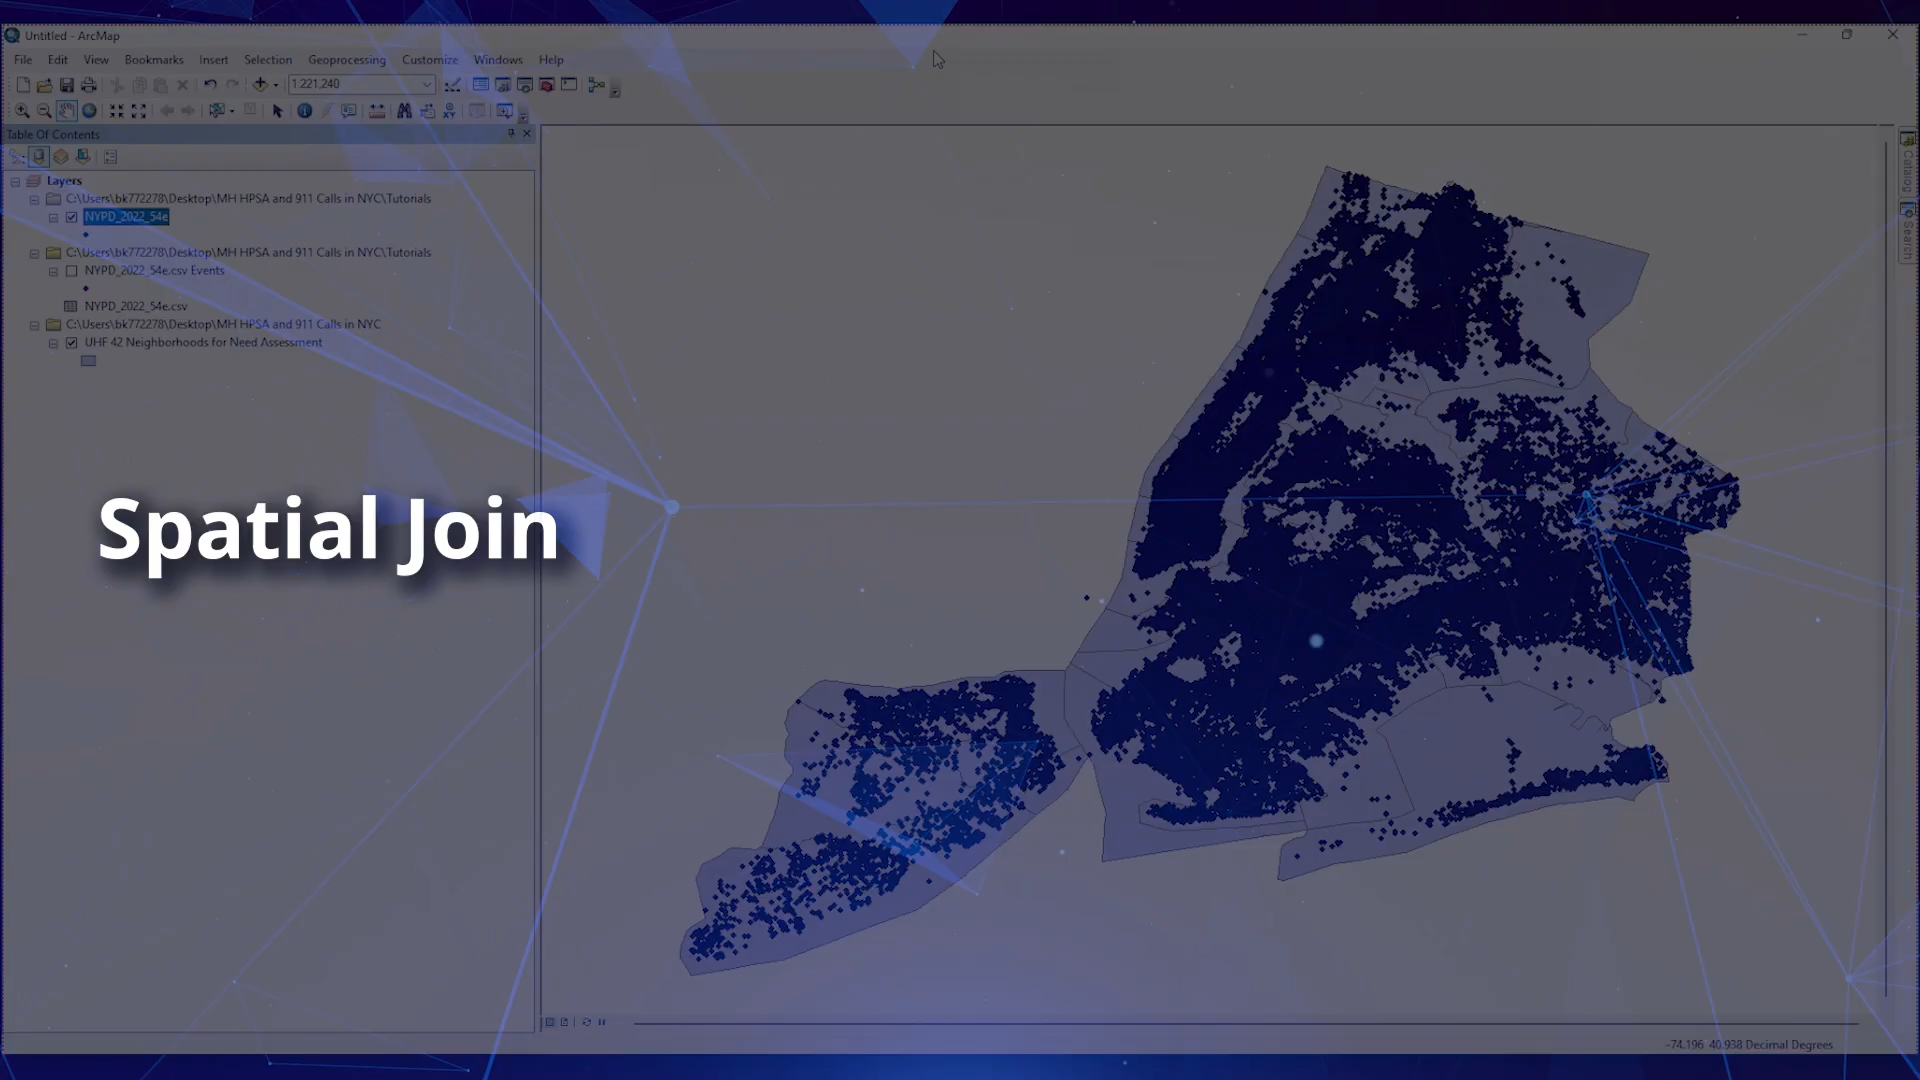 Untitled - ArcMap
File Edit View Bookmarks Insert Selection Geoprocessing Customize Windows Help
1:221,240
Table Of Contents
Layers
C:\Users\bk772278\Desktop\MH HPSA and 911 Calls in NYC\Tutorials
NYPD_2022_54e
C:\Users\bk772278\Desktop\MH HPSA and 911 Calls in NYC\Tutorials
NYPD_2022_54e.csv Events
NYPD_2022_54e.csv
C:\Users\bk772278\Desktop\MH HPSA and 911 Calls in NYC
UHF 42 Neighborhoods for Need Assessment
Catalog
Search
Spatial Join
-74.196 40.938 Decimal Degrees